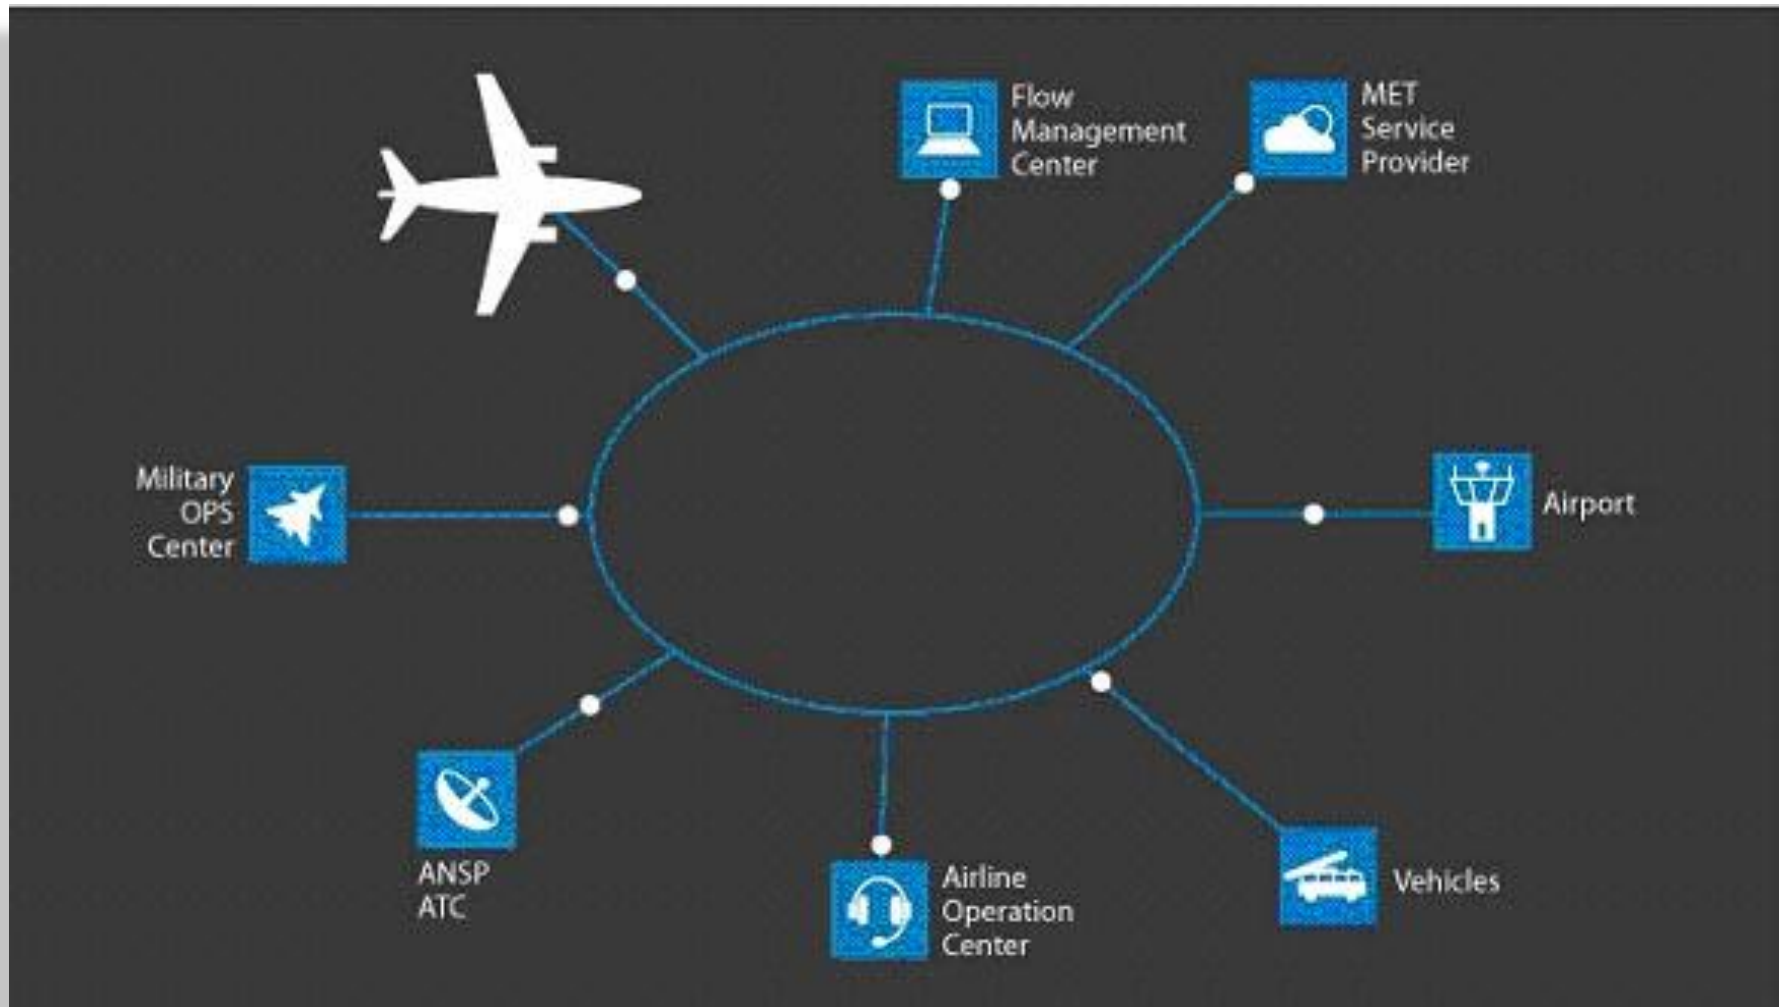 Flow
Management
Center
MET
Service
Provider
Military
OPS
Center
Airport
ANSP
ATC
Airline
Operation
Center
Vehicles